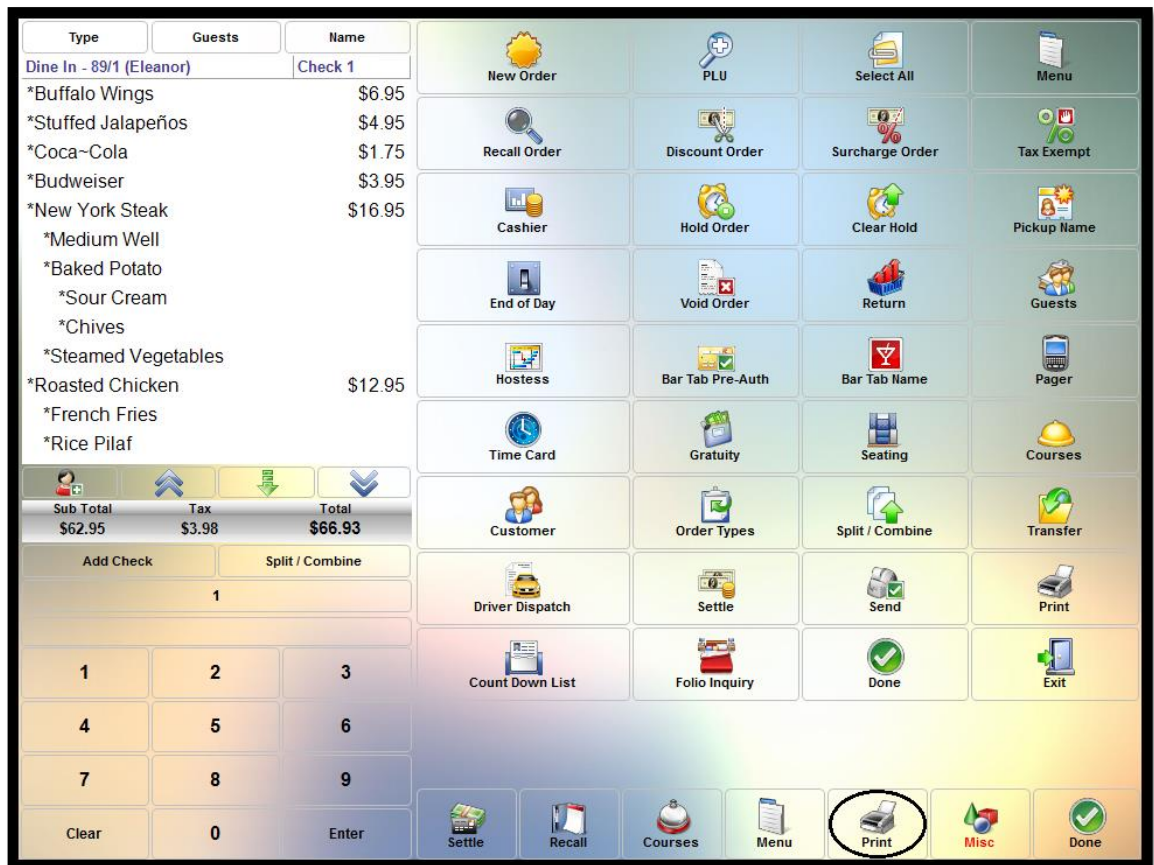 Type Guests Name
Dine In - 89/1 (Eleanor) Check 1
*Buffalo Wings $6.95
*Stuffed Jalapeños $4.95
*Coca~Cola $1.75
*Budweiser $3.95
*New York Steak $16.95
*Medium Well
*Baked Potato
*Sour Cream
*Chives
*Steamed Vegetables
*Roasted Chicken $12.95
*French Fries
*Rice Pilaf
Sub Total Tax Total
$62.95 $3.98 $66.93
Add Check Split / Combine
1
1 2 3
4 5 6
7 8 9
Clear 0 Enter
New Order PLU Select All Menu
Recall Order Discount Order Surcharge Order Tax Exempt
Cashier Hold Order Clear Hold Pickup Name
End of Day Void Order Return Guests
Hostess Bar Tab Pre-Auth Bar Tab Name Pager
Time Card Gratuity Seating Courses
Customer Order Types Split / Combine Transfer
Driver Dispatch Settle Send Print
Count Down List Folio Inquiry Done Exit
Settle Recall Courses Menu Print Misc Done